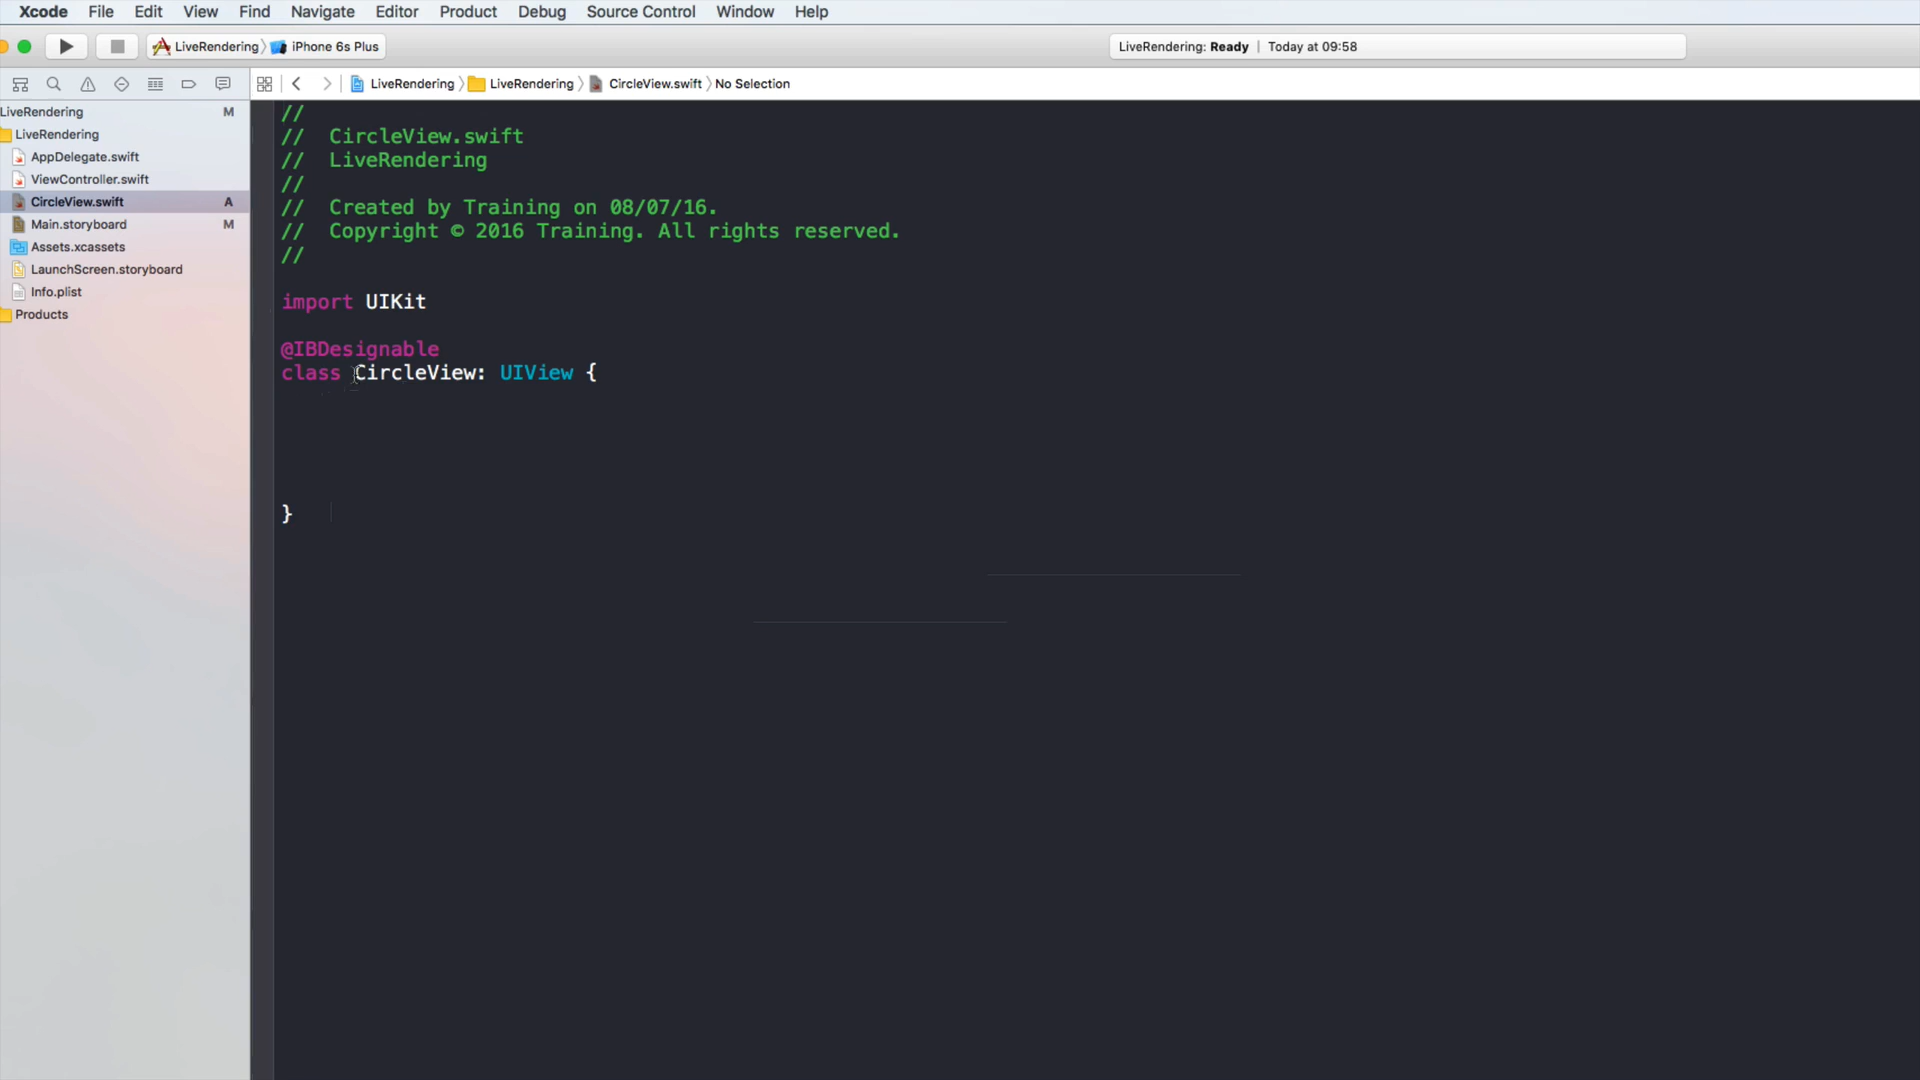 Xcode File Edit View Find Navigate Editor Product Debug Source Control Window Help
LiveRendering iPhone 6s Plus LiveRendering: Ready | Today at 09:58
LiveRendering LiveRendering CircleView.swift No Selection
LiveRendering M
LiveRendering
AppDelegate.swift
ViewController.swift
CircleView.swift A
Main.storyboard M
Assets.xcassets
LaunchScreen.storyboard
Info.plist
Products
//
// CircleView.swift
// LiveRendering
//
// Created by Training on 08/07/16.
// Copyright © 2016 Training. All rights reserved.
//
import UIKit
@IBDesignable
class CircleView: UIView {
}